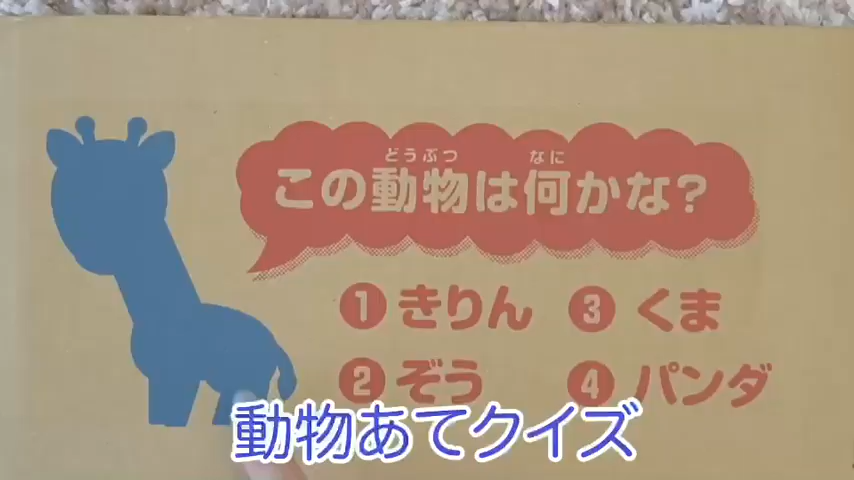 どうぶつ なに
この動物は何かな?
1 きりん
2 ぞう
3 くま
4 パンダ
動物あてクイズ